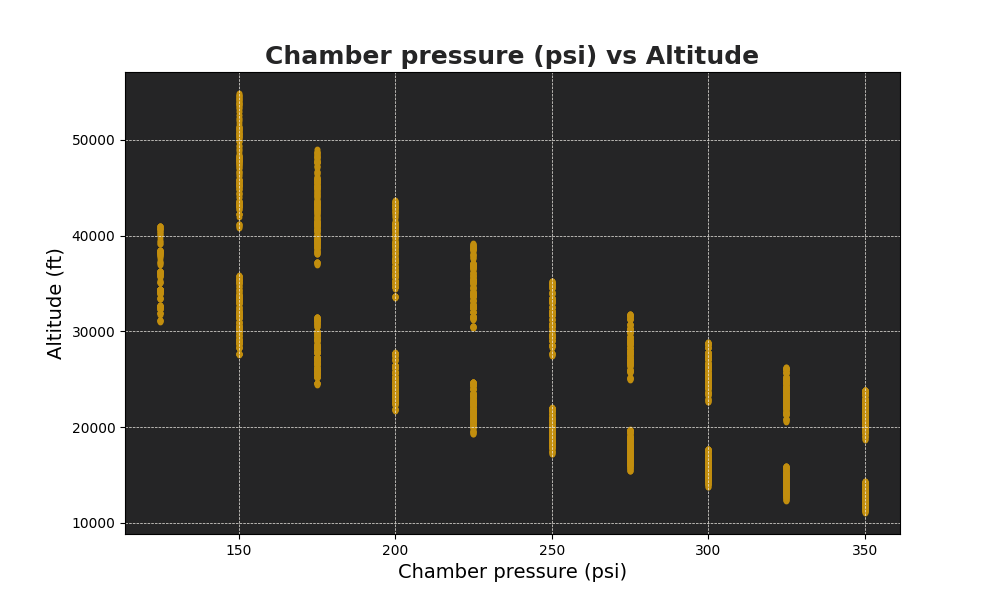 Chamber pressure (psi) vs Altitude
Altitude (ft)
50000
40000
30000
20000
10000
150 200 250 300 350
Chamber pressure (psi)